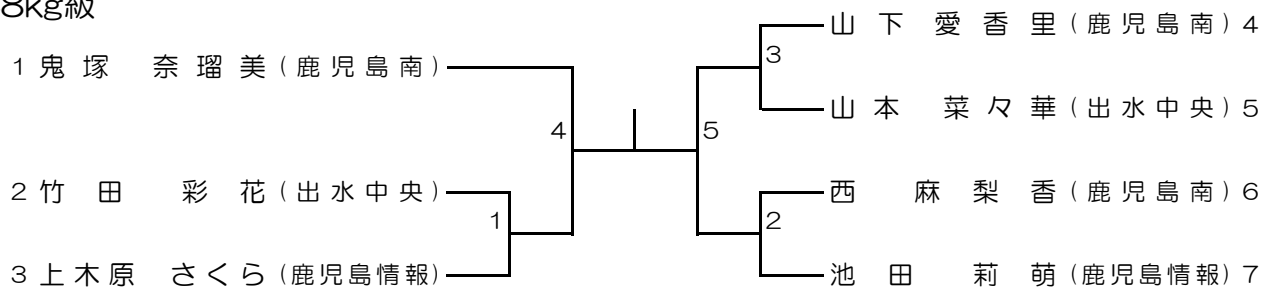 8kg級
1 鬼塚 奈瑠美(鹿児島南)
4
2 竹田 彩花(出水中央)
1
3 上木原 さくら(鹿児島情報)
山下 愛香里(鹿児島南) 4
3
山本 菜々華(出水中央) 5
5
西 麻梨香(鹿児島南) 6
2
池田 莉萌(鹿児島情報) 7